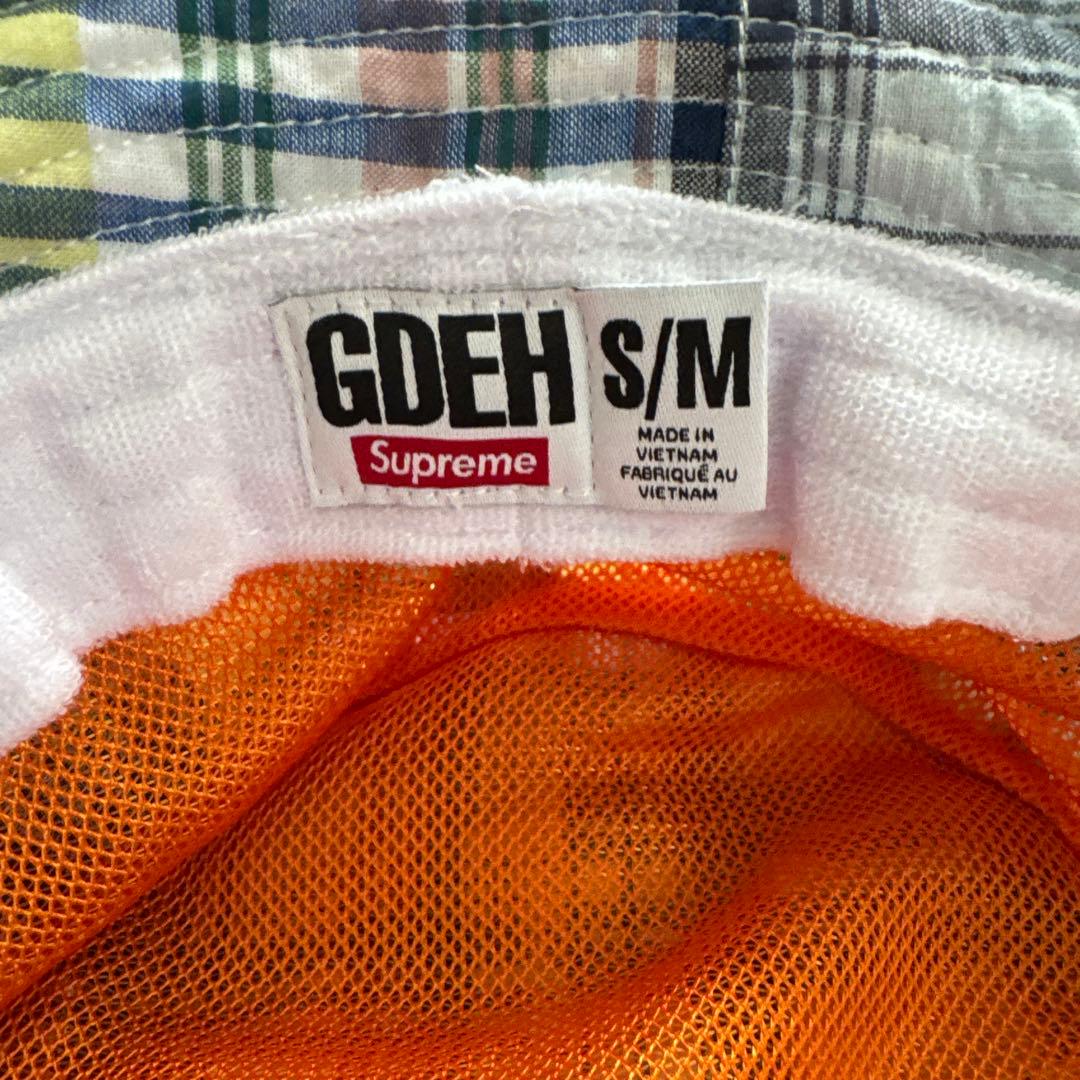 GDEH
Supreme
S/M
MADE IN
VIETNAM
FABRIQUÉ AU
VIETNAM